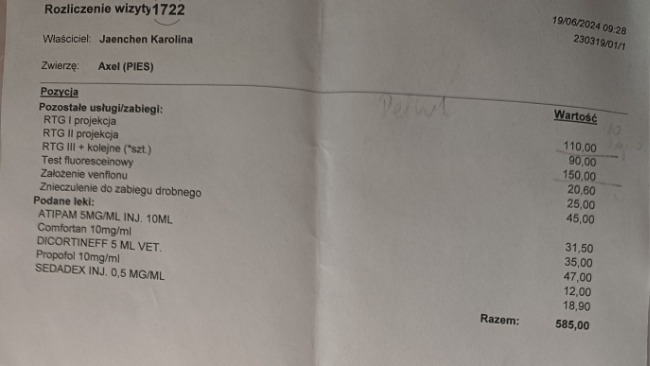 Rozliczenie wizyty 1722
19/06/2024 09:28
230319/01/1
Właściciel: Jaenchen Karolina
Zwierzę: Axel (PIES)
Pozycja Wartość
Pozostałe usługi/zabiegi:
RTG I projekcja 110,00
RTG II projekcja 90,00
RTG III + kolejne (*szt.) 150,00
Test fluoresceinowy 20,60
Założenie venflonu 25,00
Znieczulenie do zabiegu drobnego 45,00
Podane leki:
ATIPAM 5MG/ML INJ. 10ML 31,50
Comfortan 10mg/ml 35,00
DICORTINEFF 5 ML VET. 47,00
Propofol 10mg/ml 12,00
SEDADEX INJ. 0,5 MG/ML 18,90
Razem: 585,00